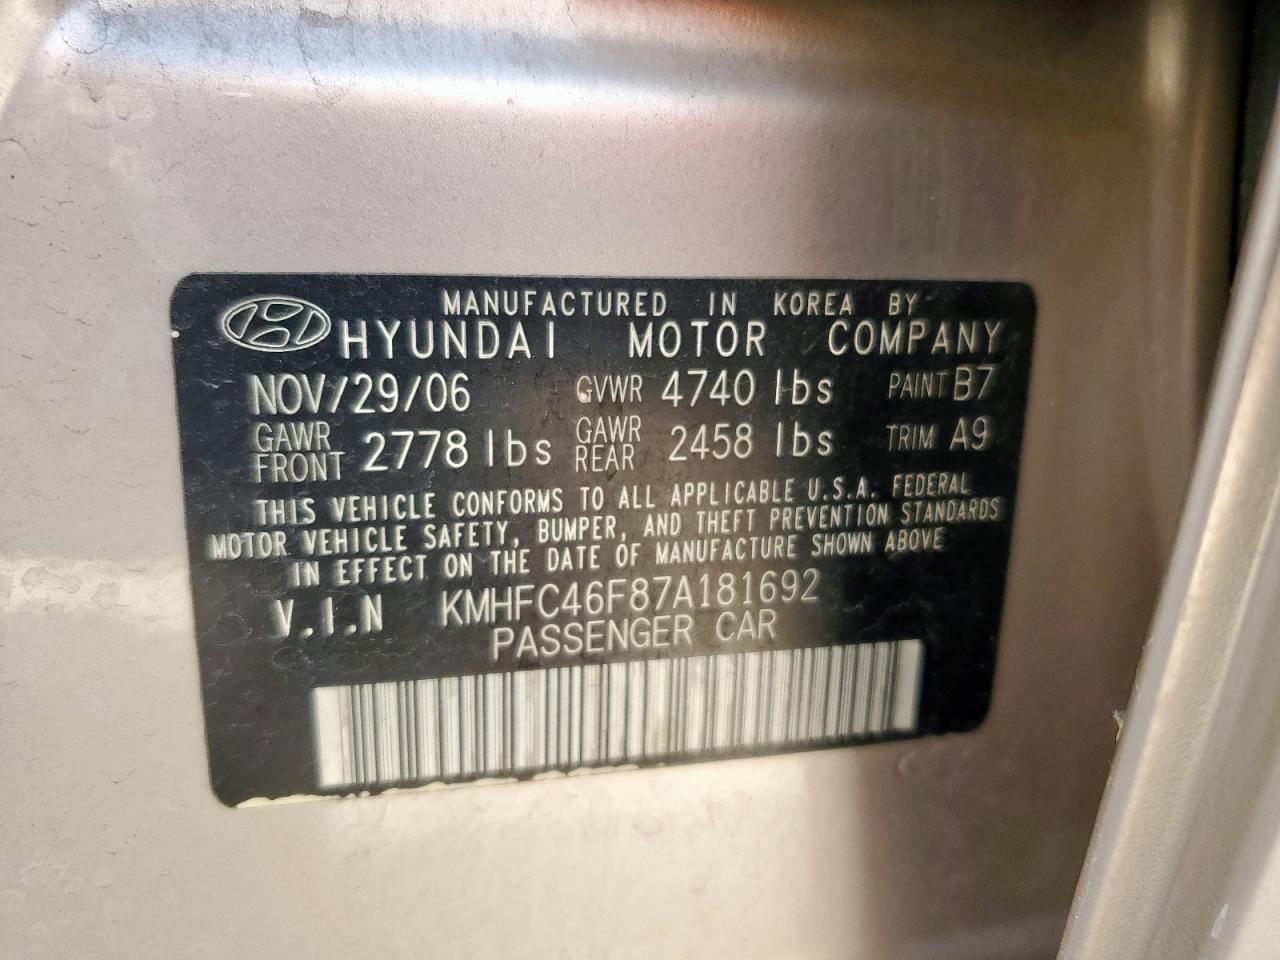 MANUFACTURED IN KOREA BY
HYUNDAI MOTOR COMPANY
NOV/29/06 GVWR 4740 lbs PAINT B7
GAWR FRONT 2778 lbs GAWR REAR 2458 lbs TRIM A9
THIS VEHICLE CONFORMS TO ALL APPLICABLE U.S.A. FEDERAL
MOTOR VEHICLE SAFETY, BUMPER, AND THEFT PREVENTION STANDARDS
IN EFFECT ON THE DATE OF MANUFACTURE SHOWN ABOVE
V.I.N KMHFC46F87A181692
PASSENGER CAR